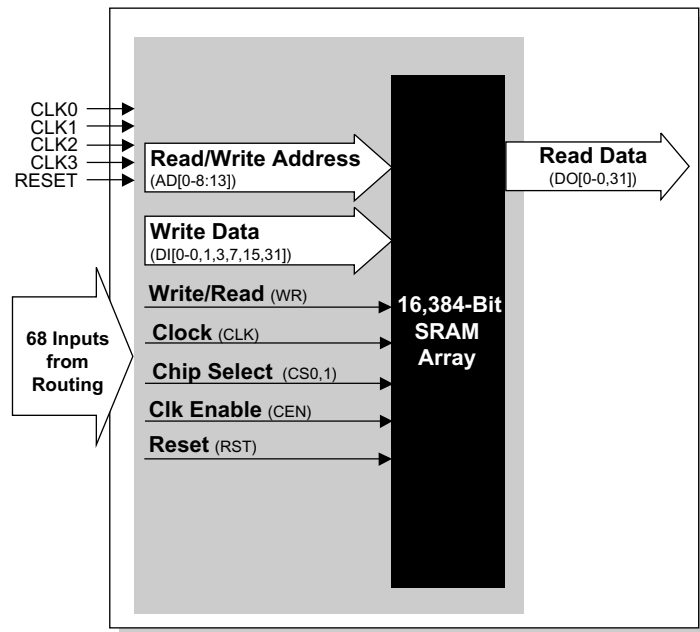 CLK0
CLK1
CLK2
CLK3
RESET
Read/Write Address
(AD[0-8:13])
Read Data
(DO[0-0,31])
Write Data
(DI[0-0,1,3,7,15,31])
68 Inputs
from
Routing
Write/Read (WR)
Clock (CLK)
Chip Select (CS0,1)
Clk Enable (CEN)
Reset (RST)
16,384-Bit
SRAM
Array